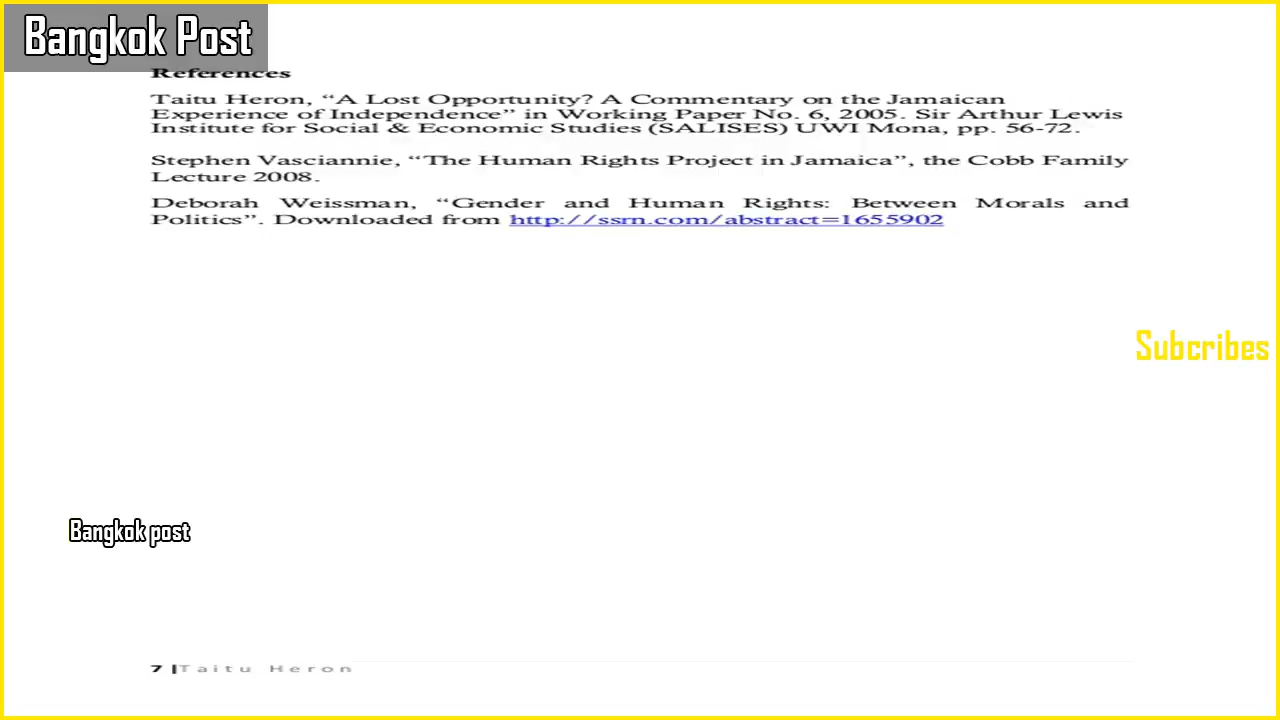 Bangkok Post
References
Taitu Heron, “A Lost Opportunity? A Commentary on the Jamaican
Experience of Independence” in Working Paper No. 6, 2005. Sir Arthur Lewis
Institute for Social & Economic Studies (SALISES) UWI Mona, pp. 56-72.
Stephen Vasciannie, “The Human Rights Project in Jamaica”, the Cobb Family
Lecture 2008.
Deborah Weissman, “Gender and Human Rights: Between Morals and
Politics”. Downloaded from http://ssrn.com/abstract=1655902
Subcribes
Bangkok post
7 |Taitu Heron